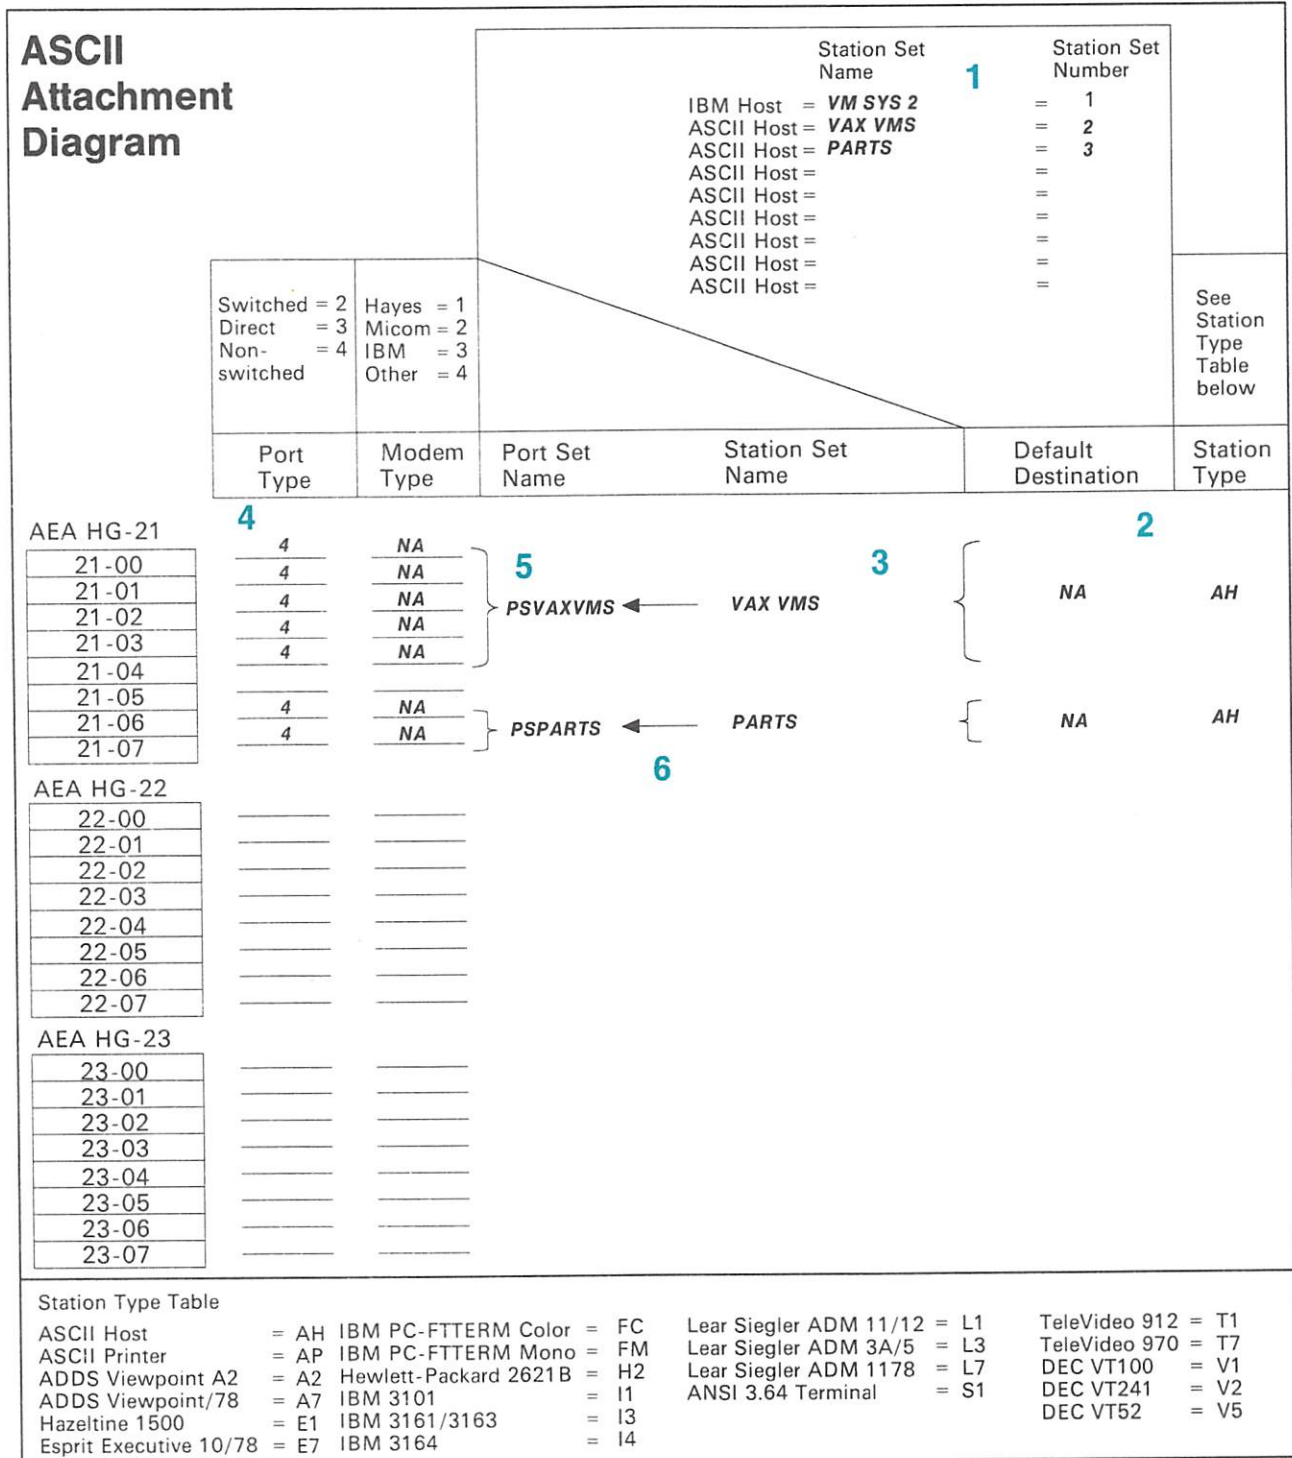 ASCII
Attachment
Diagram
Station Set Name 1 Station Set Number
IBM Host = VM SYS 2 = 1
ASCII Host = VAX VMS = 2
ASCII Host = PARTS = 3
ASCII Host = =
ASCII Host = =
ASCII Host = =
ASCII Host = =
ASCII Host = =
ASCII Host = =
Switched = 2
Direct = 3
Non- = 4
switched
Hayes = 1
Micom = 2
IBM = 3
Other = 4
See
Station
Type
Table
below
Port Type
Modem Type
Port Set Name
Station Set Name
Default Destination
Station Type
4 2
AEA HG-21
5 3
21-00 4 NA
21-01 4 NA
21-02 4 NA PSVAXVMS VAX VMS NA AH
21-03 4 NA
21-04 4 NA
21-05
21-06 4 NA PSPARTS PARTS NA AH
21-07 4 NA
6
AEA HG-22
22-00
22-01
22-02
22-03
22-04
22-05
22-06
22-07
AEA HG-23
23-00
23-01
23-02
23-03
23-04
23-05
23-06
23-07
Station Type Table
ASCII Host = AH IBM PC-FTTERM Color = FC Lear Siegler ADM 11/12 = L1 TeleVideo 912 = T1
ASCII Printer = AP IBM PC-FTTERM Mono = FM Lear Siegler ADM 3A/5 = L3 TeleVideo 970 = T7
ADDS Viewpoint A2 = A2 Hewlett-Packard 2621B = H2 Lear Siegler ADM 1178 = L7 DEC VT100 = V1
ADDS Viewpoint/78 = A7 IBM 3101 = I1 ANSI 3.64 Terminal = S1 DEC VT241 = V2
Hazeltine 1500 = E1 IBM 3161/3163 = I3 DEC VT52 = V5
Esprit Executive 10/78 = E7 IBM 3164 = I4